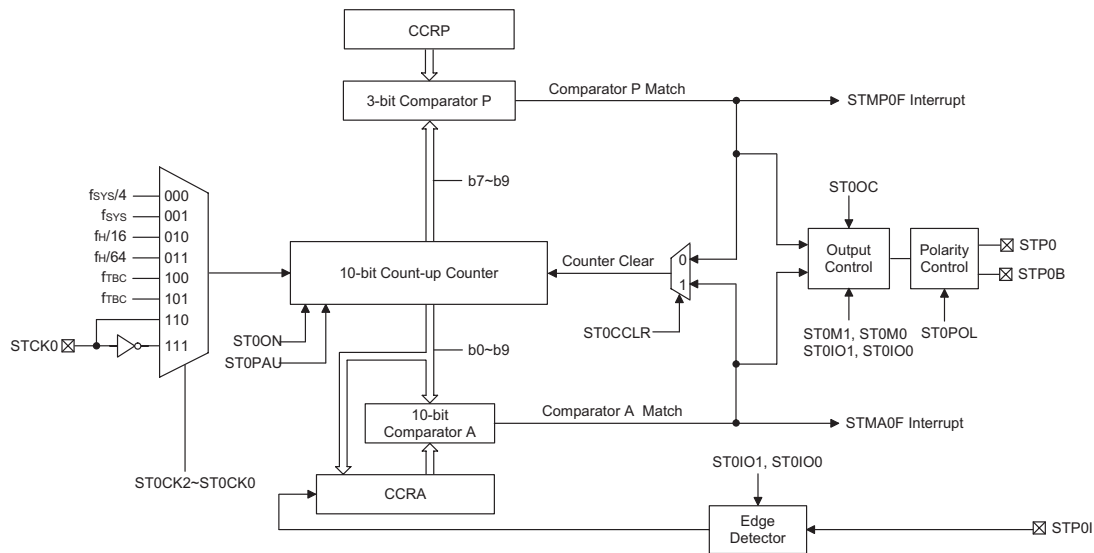 CCRP
3-bit Comparator P
Comparator P Match
STMP0F Interrupt
b7~b9
fSYS/4
000
fSYS
001
fH/16
010
fH/64
011
fTBC
100
fTBC
101
110
STCK0
111
ST0CK2~ST0CK0
10-bit Count-up Counter
ST0ON
ST0PAU
Counter Clear
0
1
ST0CCLR
ST0OC
Output
Control
ST0M1, ST0M0
ST0IO1, ST0IO0
Polarity
Control
ST0POL
STP0
STP0B
b0~b9
10-bit
Comparator A
Comparator A Match
STMA0F Interrupt
CCRA
ST0IO1, ST0IO0
Edge
Detector
STP0I